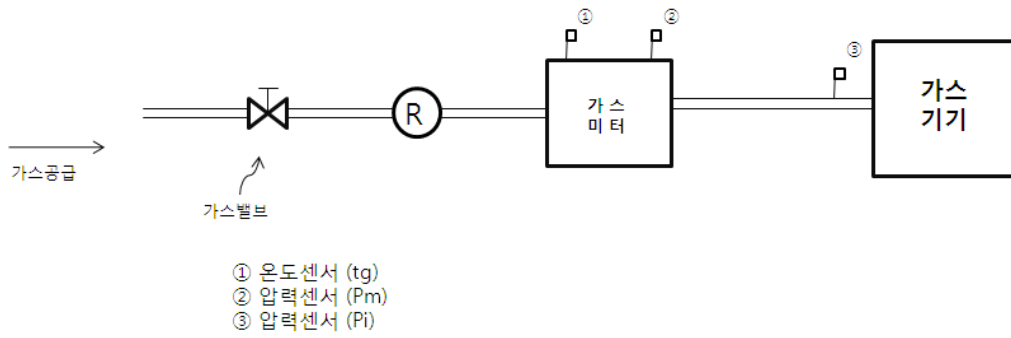 ①
②
③
R
가 스
미 터
가스
기기
가스공급
가스밸브
① 온도센서 (tg)
② 압력센서 (Pm)
③ 압력센서 (Pi)